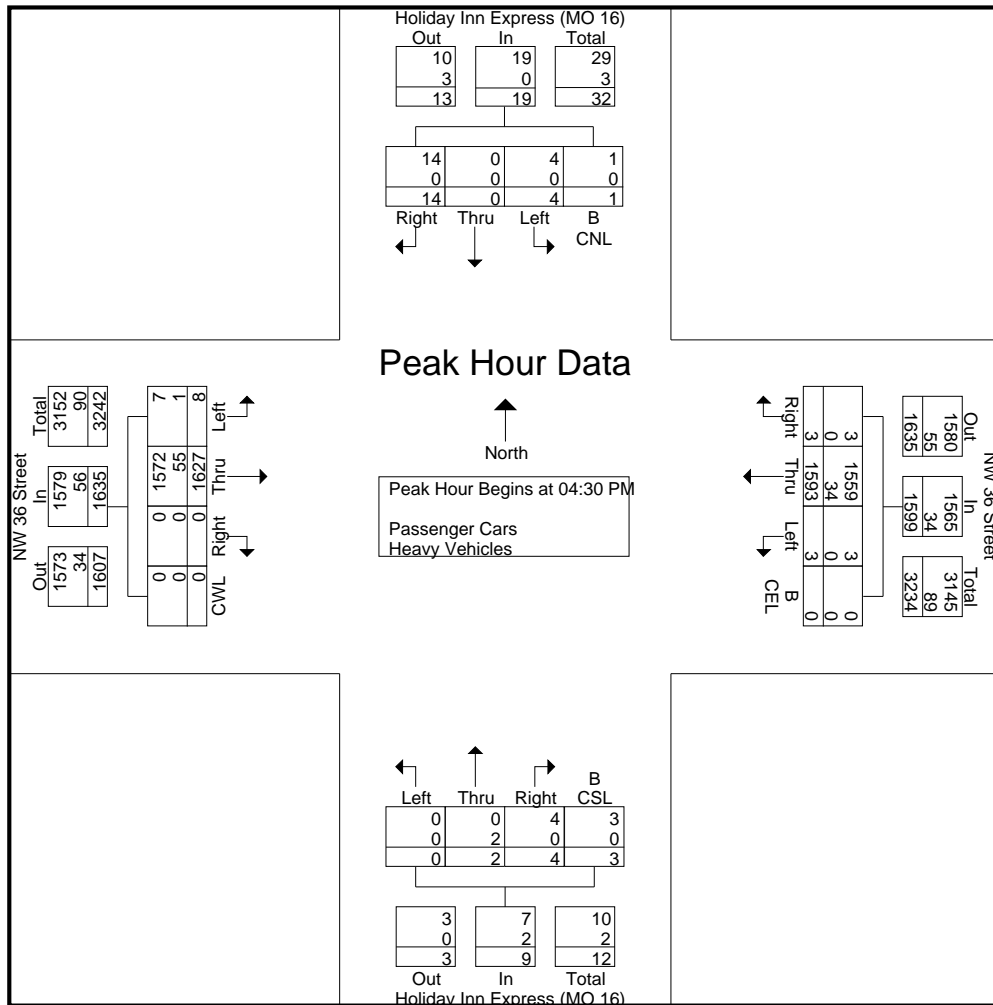 Holiday Inn Express (MO 16)
Out In Total
10 19 29
3 0 3
13 19 32
14 0 4 1
0 0 0 0
14 0 4 1
Right Thru Left B
CNL
Peak Hour Data
North
Peak Hour Begins at 04:30 PM
Passenger Cars
Heavy Vehicles
NW 36 Street
Total In Out
3152 1579 1573
90 56 34
3242 1635 1607
7 1572 0 0
1 55 0 0
8 1627 0 0
Left Thru Right CWL
NW 36 Street
Out In Total
1580 1565 3145
55 34 89
1635 1599 3234
3 1559 3 0
0 34 0 0
3 1593 3 0
Right Thru Left B
CEL
B
Left Thru Right CSL
0 0 4 3
0 2 0 0
0 2 4 3
3 7 10
0 2 2
3 9 12
Out In Total
Holiday Inn Express (MO 16)